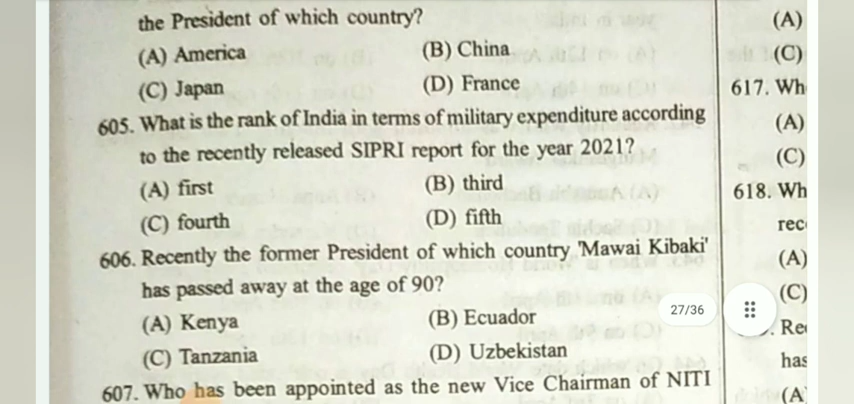 the President of which country?
(A) America (B) China
(C) Japan (D) France
605. What is the rank of India in terms of military expenditure according
to the recently released SIPRI report for the year 2021?
(A) first (B) third
(C) fourth (D) fifth
606. Recently the former President of which country 'Mawai Kibaki'
has passed away at the age of 90?
(A) Kenya (B) Ecuador
(C) Tanzania (D) Uzbekistan
607. Who has been appointed as the new Vice Chairman of NITI
(A)
(C)
617. Wh
(A)
(C)
618. Wh
rec
(A)
(C)
. Re
has
(A
27/36